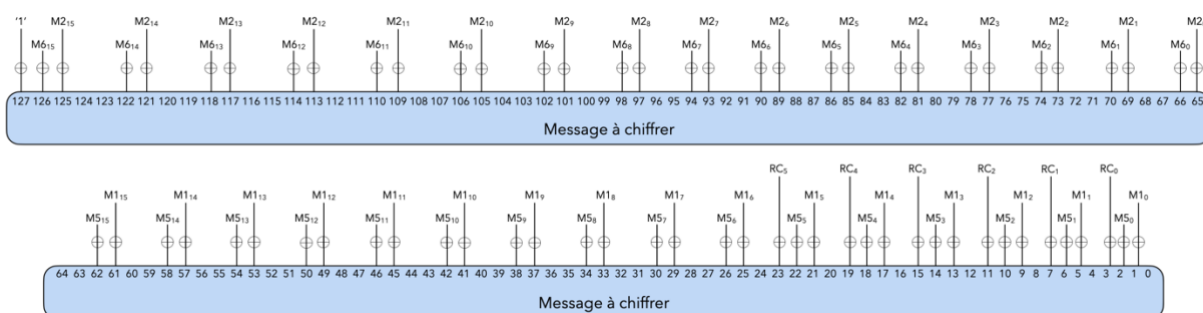 '1' M2₁₅ M2₁₄ M2₁₃ M2₁₂ M2₁₁ M2₁₀ M2₉ M2₈ M2₇ M2₆ M2₅ M2₄ M2₃ M2₂ M2₁ M2
M6₁₅ M6₁₄ M6₁₃ M6₁₂ M6₁₁ M6₁₀ M6₉ M6₈ M6₇ M6₆ M6₅ M6₄ M6₃ M6₂ M6₁ M6₀
127 126 125 124 123 122 121 120 119 118 117 116 115 114 113 112 111 110 109 108 107 106 105 104 103 102 101 100 99 98 97 96 95 94 93 92 91 90 89 88 87 86 85 84 83 82 81 80 79 78 77 76 75 74 73 72 71 70 69 68 67 66 65
Message à chiffrer
RC₅ RC₄ RC₃ RC₂ RC₁ RC₀
M1₁₅ M1₁₄ M1₁₃ M1₁₂ M1₁₁ M1₁₀ M1₉ M1₈ M1₇ M1₆ M1₅ M1₄ M1₃ M1₂ M1₁ M1₀
M5₁₅ M5₁₄ M5₁₃ M5₁₂ M5₁₁ M5₁₀ M5₉ M5₈ M5₇ M5₆ M5₅ M5₄ M5₃ M5₂ M5₁ M5₀
64 63 62 61 60 59 58 57 56 55 54 53 52 51 50 49 48 47 46 45 44 43 42 41 40 39 38 37 36 35 34 33 32 31 30 29 28 27 26 25 24 23 22 21 20 19 18 17 16 15 14 13 12 11 10 9 8 7 6 5 4 3 2 1 0
Message à chiffrer